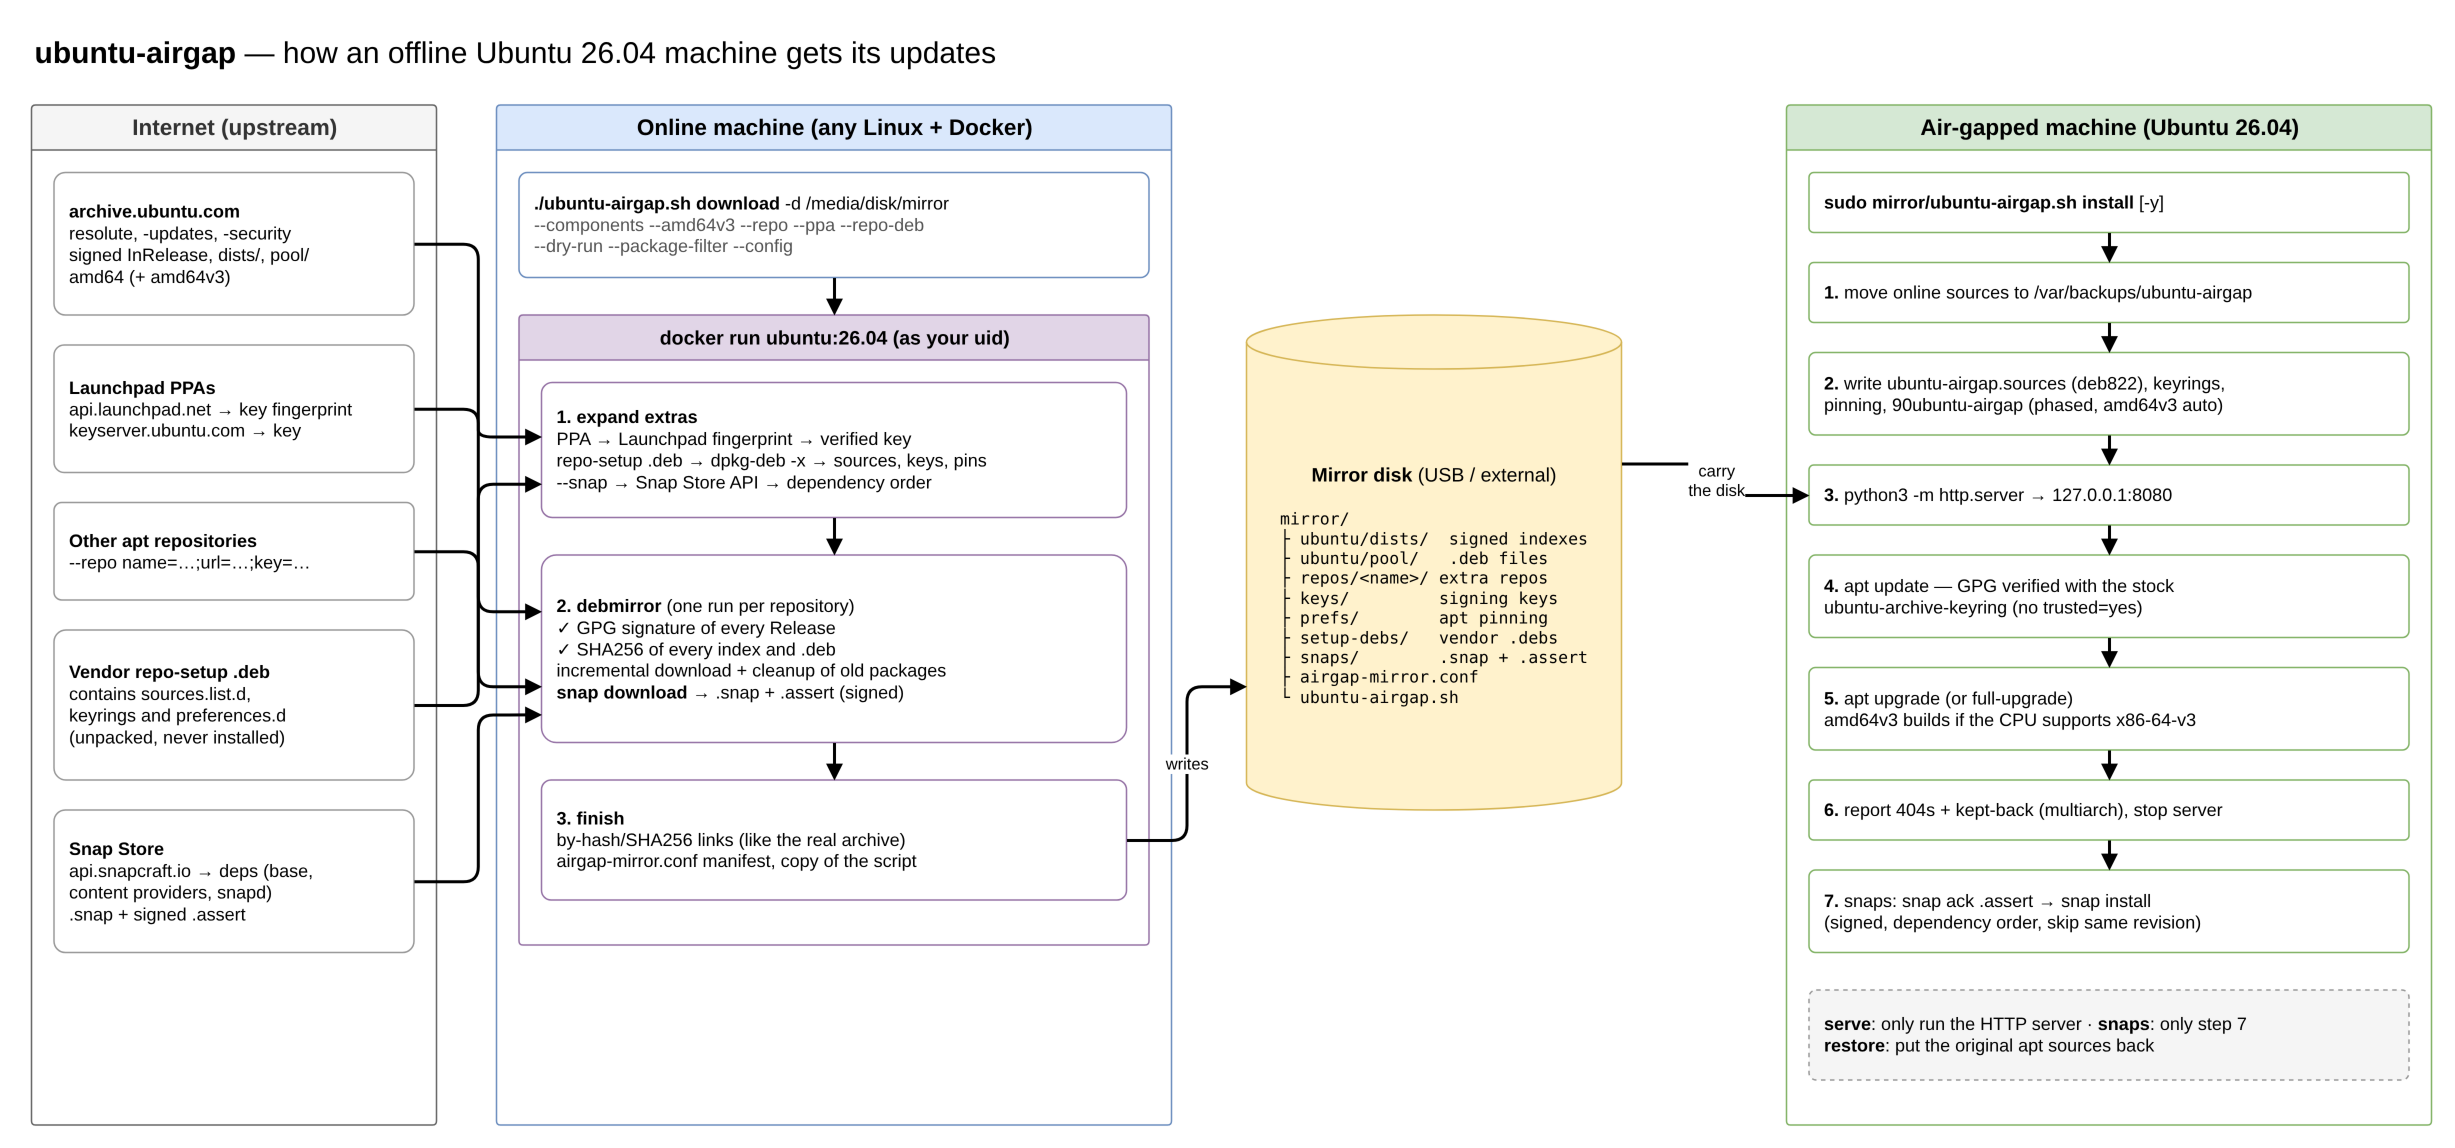 ubuntu-airgap — how an offline Ubuntu 26.04 machine gets its updates
Internet (upstream)
archive.ubuntu.com
resolute, -updates, -security
signed InRelease, dists/, pool/
amd64 (+ amd64v3)
Launchpad PPAs
api.launchpad.net → key fingerprint
keyserver.ubuntu.com → key
Other apt repositories
--repo name=…;url=…;key=…
Vendor repo-setup .deb
contains sources.list.d,
keyrings and preferences.d
(unpacked, never installed)
Snap Store
api.snapcraft.io → deps (base,
content providers, snapd)
.snap + signed .assert
Online machine (any Linux + Docker)
./ubuntu-airgap.sh download -d /media/disk/mirror
--components --amd64v3 --repo --ppa --repo-deb
--dry-run --package-filter --config
docker run ubuntu:26.04 (as your uid)
1. expand extras
PPA → Launchpad fingerprint → verified key
repo-setup .deb → dpkg-deb -x → sources, keys, pins
--snap → Snap Store API → dependency order
2. debmirror (one run per repository)
✓ GPG signature of every Release
✓ SHA256 of every index and .deb
incremental download + cleanup of old packages
snap download → .snap + .assert (signed)
3. finish
by-hash/SHA256 links (like the real archive)
airgap-mirror.conf manifest, copy of the script
writes
Mirror disk (USB / external)
mirror/
├ ubuntu/dists/  signed indexes
├ ubuntu/pool/   .deb files
├ repos/<name>/ extra repos
├ keys/         signing keys
├ prefs/        apt pinning
├ setup-debs/   vendor .debs
├ snaps/        .snap + .assert
├ airgap-mirror.conf
└ ubuntu-airgap.sh
carry
the disk
Air-gapped machine (Ubuntu 26.04)
sudo mirror/ubuntu-airgap.sh install [-y]
1. move online sources to /var/backups/ubuntu-airgap
2. write ubuntu-airgap.sources (deb822), keyrings,
pinning, 90ubuntu-airgap (phased, amd64v3 auto)
3. python3 -m http.server → 127.0.0.1:8080
4. apt update — GPG verified with the stock
ubuntu-archive-keyring (no trusted=yes)
5. apt upgrade (or full-upgrade)
amd64v3 builds if the CPU supports x86-64-v3
6. report 404s + kept-back (multiarch), stop server
7. snaps: snap ack .assert → snap install
(signed, dependency order, skip same revision)
serve: only run the HTTP server · snaps: only step 7
restore: put the original apt sources back